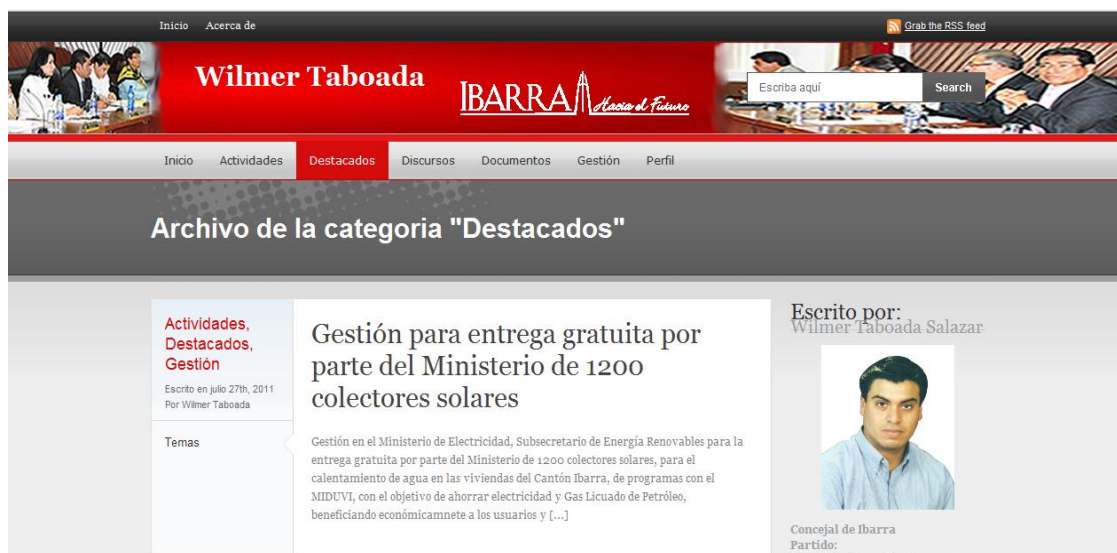 Inicio Acerca de
Grab the RSS feed
Wilmer Taboada
IBARRA Hacia el Futuro
Escriba aquí
Search
Inicio Actividades Destacados Discursos Documentos Gestión Perfil
Archivo de la categoria "Destacados"
Actividades,
Destacados,
Gestión
Escrito en julio 27th, 2011
Por Wilmer Taboada
Temas
Gestión para entrega gratuita por
parte del Ministerio de 1200
colectores solares
Gestión en el Ministerio de Electricidad, Subsecretario de Energía Renovables para la
entrega gratuita por parte del Ministerio de 1200 colectores solares, para el
calentamiento de agua en las viviendas del Cantón Ibarra, de programas con el
MIDUVI, con el objetivo de ahorrar electricidad y Gas Licuado de Petróleo,
beneficiando económicamnete a los usuarios y [...]
Escrito por:
Wilmer Taboada Salazar
Concejal de Ibarra
Partido: